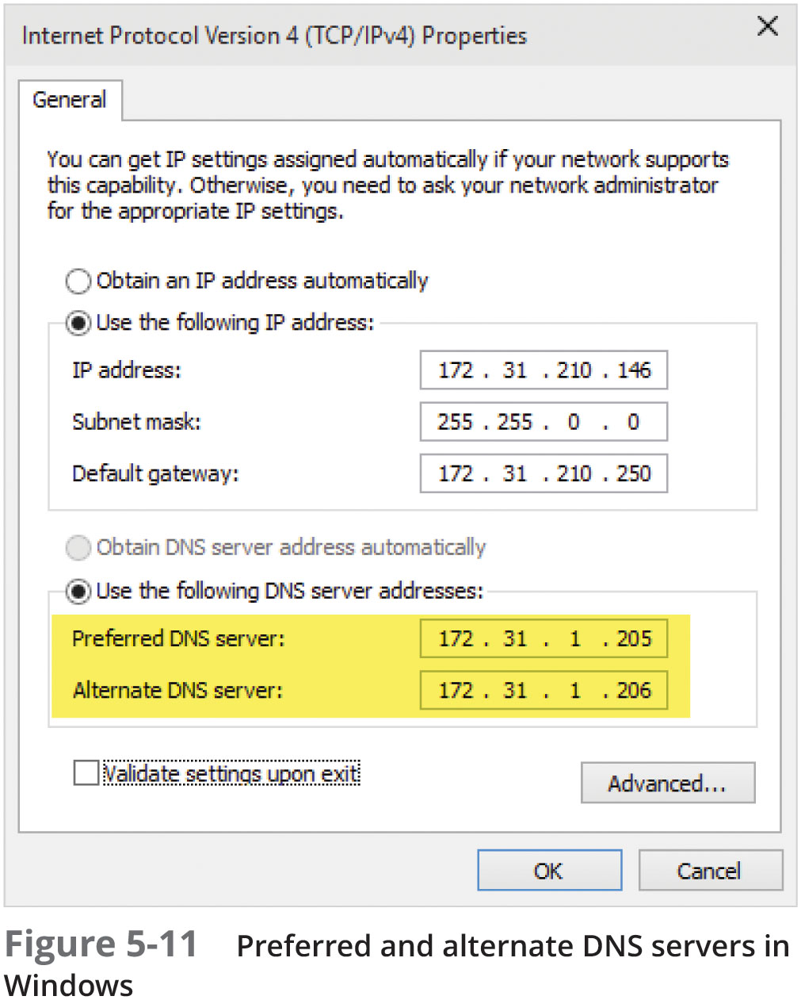 Internet Protocol Version 4 (TCP/IPv4) Properties
General
You can get IP settings assigned automatically if your network supports
this capability. Otherwise, you need to ask your network administrator
for the appropriate IP settings.
Obtain an IP address automatically
Use the following IP address:
IP address: 172 . 31 . 210 . 146
Subnet mask: 255 . 255 . 0 . 0
Default gateway: 172 . 31 . 210 . 250
Obtain DNS server address automatically
Use the following DNS server addresses:
Preferred DNS server: 172 . 31 . 1 . 205
Alternate DNS server: 172 . 31 . 1 . 206
Validate settings upon exit
Advanced...
OK Cancel
Figure 5-11 Preferred and alternate DNS servers in
Windows